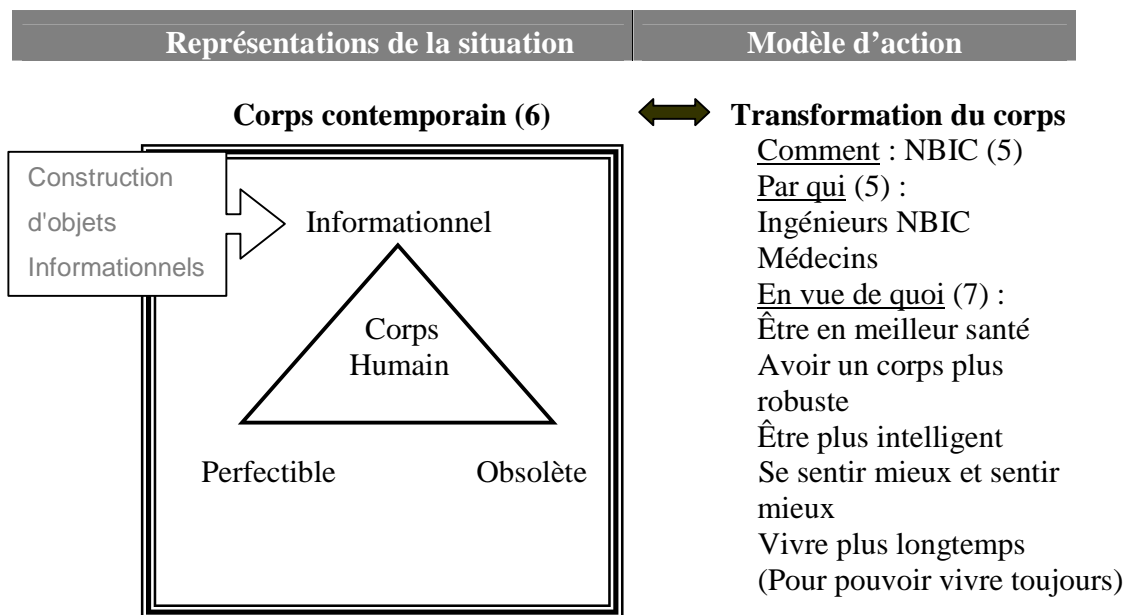 Représentations de la situation
Modèle d'action
Corps contemporain (6)
Construction
d'objets
Informationnels
Informationnel
Corps
Humain
Perfectible
Obsolète
Transformation du corps
Comment : NBIC (5)
Par qui (5) :
Ingénieurs NBIC
Médecins
En vue de quoi (7) :
Être en meilleur santé
Avoir un corps plus
robuste
Être plus intelligent
Se sentir mieux et sentir
mieux
Vivre plus longtemps
(Pour pouvoir vivre toujours)